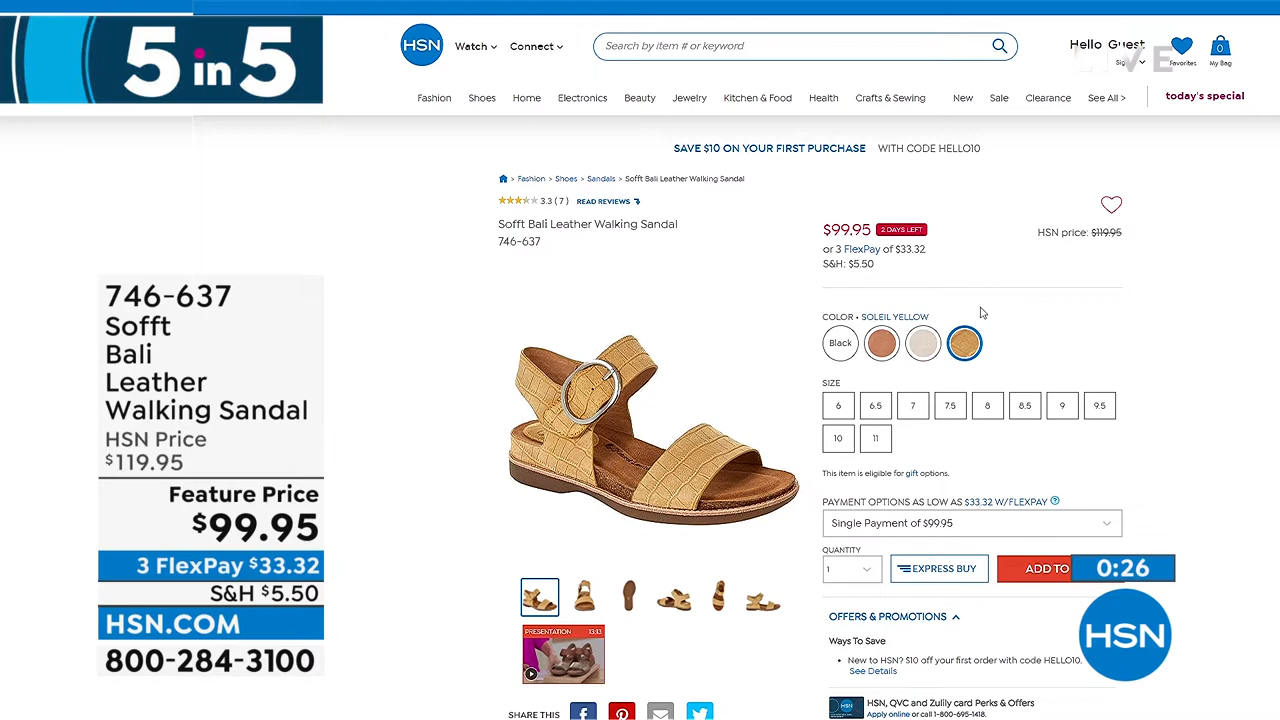 5 in 5
HSN
Watch
Connect
Search by item # or keyword
Hello Guest
LIVE
Favorites
0
My Bag
Fashion
Shoes
Home
Electronics
Beauty
Jewelry
Kitchen & Food
Health
Crafts & Sewing
New
Sale
Clearance
See All >
today's special
SAVE $10 ON YOUR FIRST PURCHASE WITH CODE HELLO10
> Fashion > Shoes > Sandals > Sofft Bali Leather Walking Sandal
3.3 ( 7 ) READ REVIEWS
Sofft Bali Leather Walking Sandal
746-637
$99.95 2 DAYS LEFT
HSN price: $119.95
or 3 FlexPay of $33.32
S&H: $5.50
COLOR • SOLEIL YELLOW
Black
SIZE
6 6.5 7 7.5 8 8.5 9 9.5
10 11
This item is eligible for gift options.
PAYMENT OPTIONS AS LOW AS $33.32 W/FLEXPAY ?
Single Payment of $99.95
QUANTITY
1
EXPRESS BUY
ADD TO
0:26
OFFERS & PROMOTIONS
Ways To Save
• New to HSN? $10 off your first order with code HELLO10.
See Details
HSN
HSN, QVC and Zulily card Perks & Offers
Apply online or call 1-800-695-1418.
PRESENTATION 13:13
SHARE THIS
746-637
Sofft
Bali
Leather
Walking Sandal
HSN Price
$119.95
Feature Price
$99.95
3 FlexPay $33.32
S&H $5.50
HSN.COM
800-284-3100